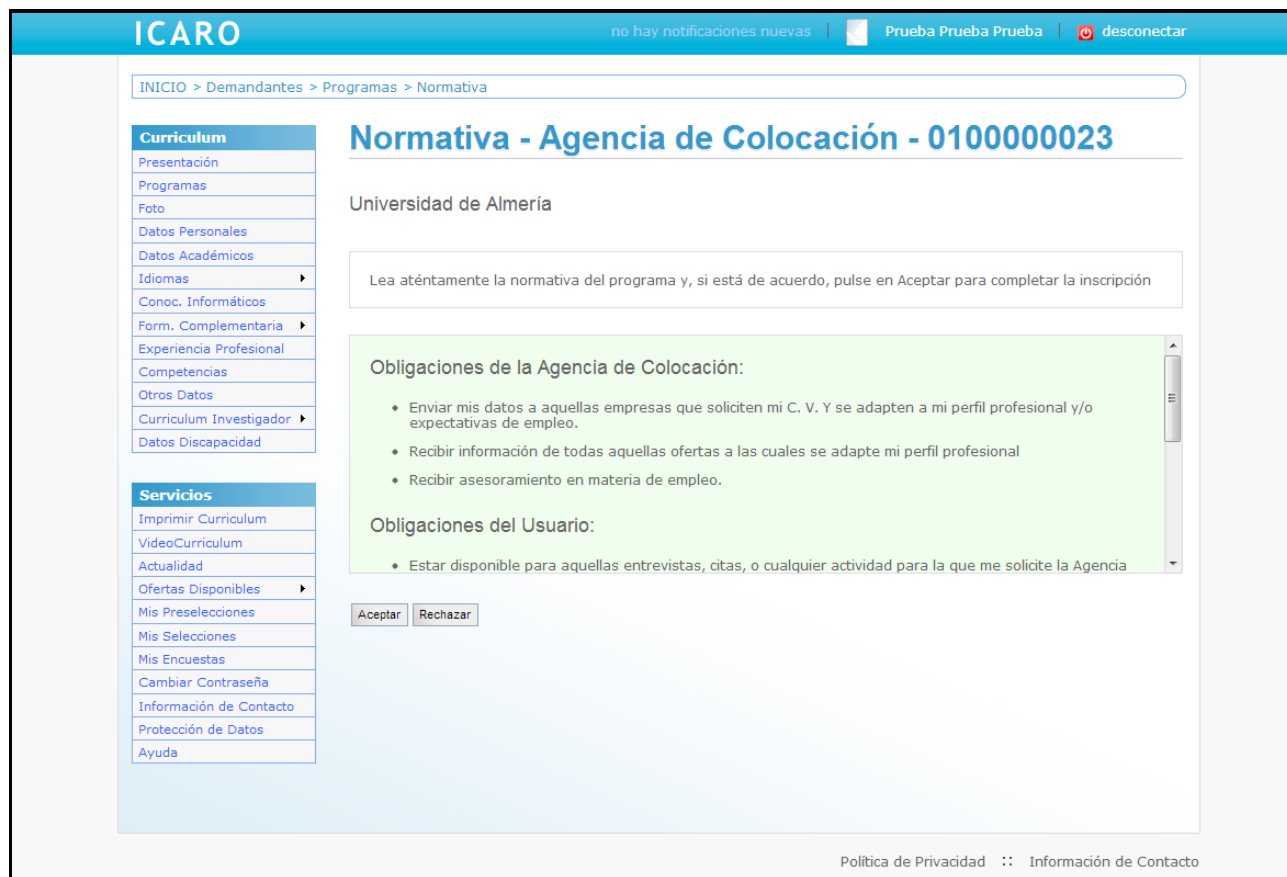 ICARO
no hay notificaciones nuevas
Prueba Prueba Prueba
desconectar
INICIO > Demandantes > Programas > Normativa
Curriculum
Presentación
Programas
Foto
Datos Personales
Datos Académicos
Idiomas
Conoc. Informáticos
Form. Complementaria
Experiencia Profesional
Competencias
Otros Datos
Curriculum Investigador
Datos Discapacidad
Servicios
Imprimir Curriculum
VideoCurriculum
Actualidad
Ofertas Disponibles
Mis Preselecciones
Mis Selecciones
Mis Encuestas
Cambiar Contraseña
Información de Contacto
Protección de Datos
Ayuda
Normativa - Agencia de Colocación - 0100000023
Universidad de Almería
Lea aténtamente la normativa del programa y, si está de acuerdo, pulse en Aceptar para completar la inscripción
Obligaciones de la Agencia de Colocación:
• Enviar mis datos a aquellas empresas que soliciten mi C. V. Y se adapten a mi perfil profesional y/o
expectativas de empleo.
• Recibir información de todas aquellas ofertas a las cuales se adapte mi perfil profesional
• Recibir asesoramiento en materia de empleo.
Obligaciones del Usuario:
• Estar disponible para aquellas entrevistas, citas, o cualquier actividad para la que me solicite la Agencia
Aceptar
Rechazar
Política de Privacidad :: Información de Contacto